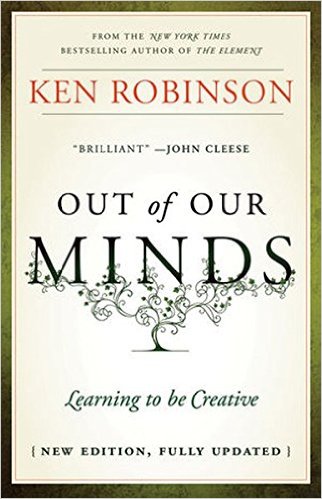 FROM THE NEW YORK TIMES
BESTSELLING AUTHOR OF THE ELEMENT
KEN ROBINSON
“BRILLIANT” —JOHN CLEESE
OUT of OUR
MINDS
Learning to be Creative
{ NEW EDITION, FULLY UPDATED }